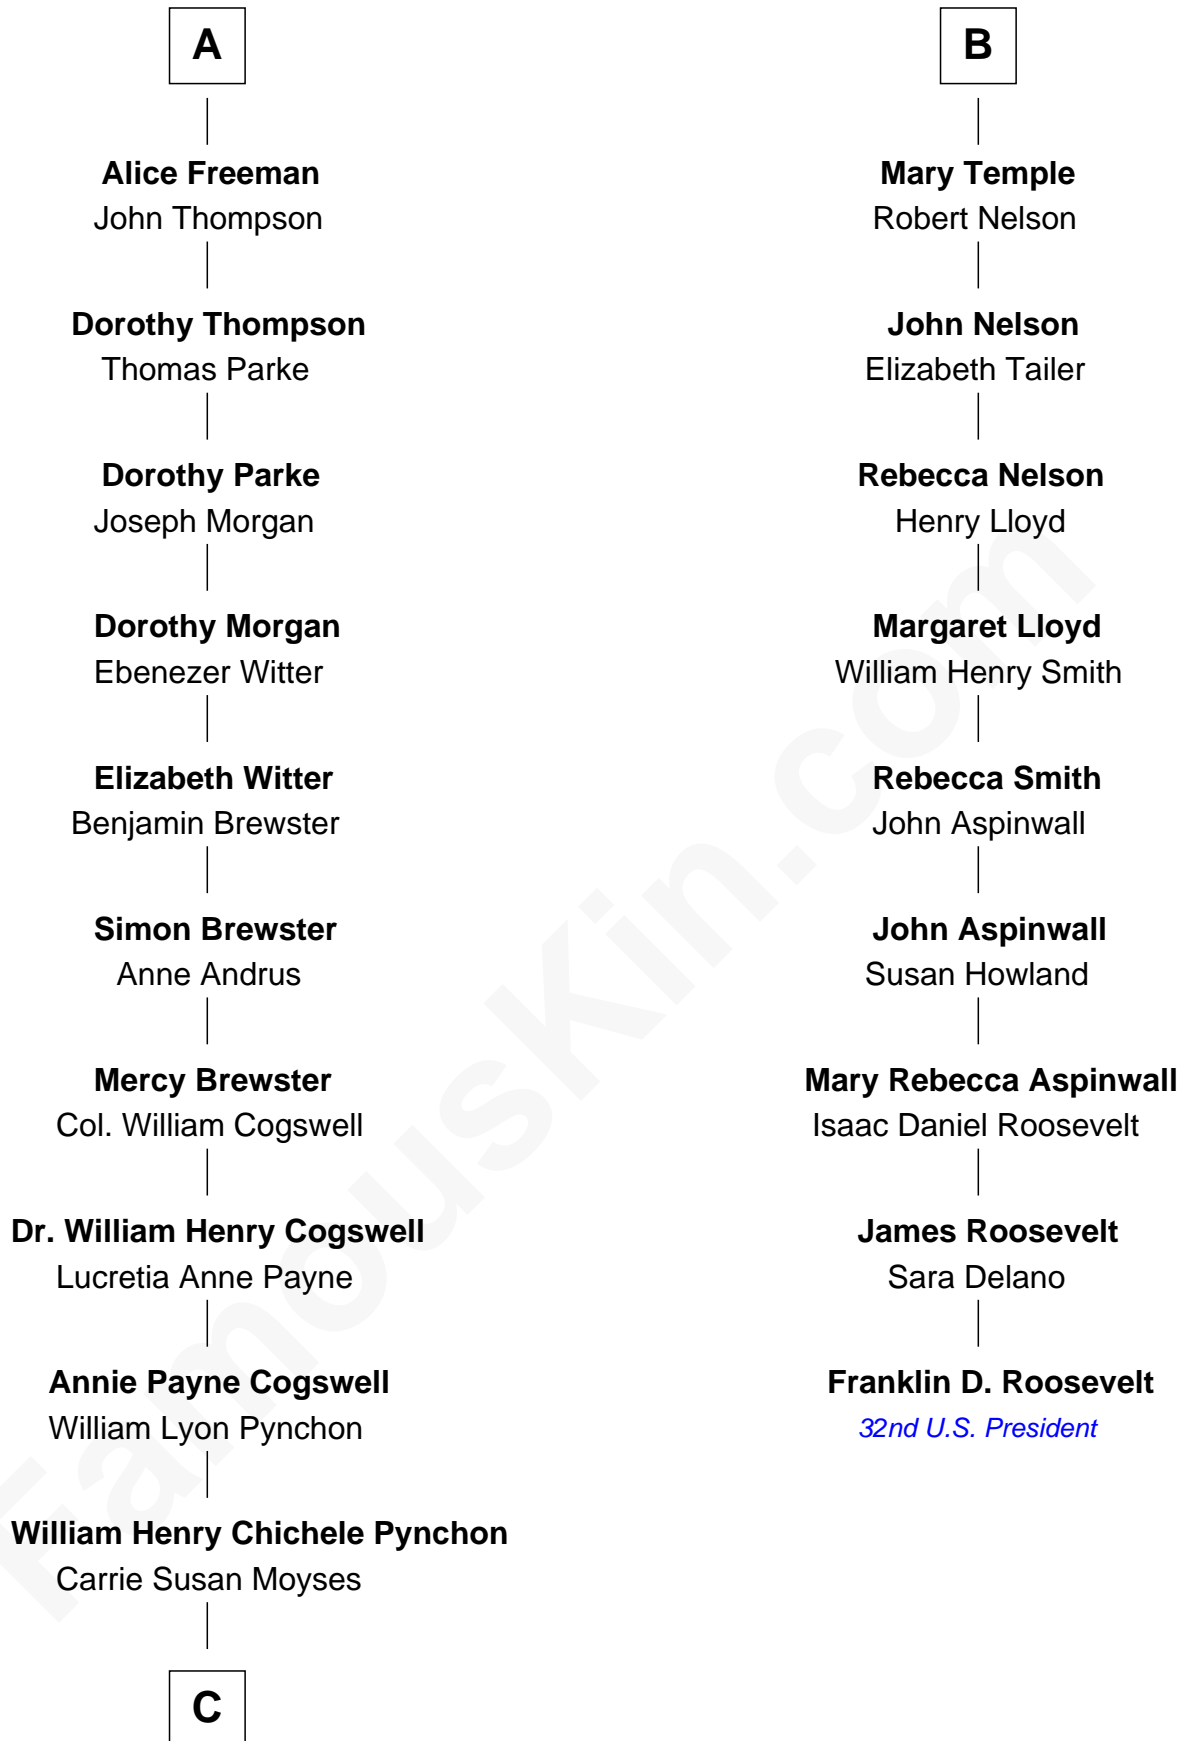 A
Alice Freeman
John Thompson
Dorothy Thompson
Thomas Parke
Dorothy Parke
Joseph Morgan
Dorothy Morgan
Ebenezer Witter
Elizabeth Witter
Benjamin Brewster
Simon Brewster
Anne Andrus
Mercy Brewster
Col. William Cogswell
Dr. William Henry Cogswell
Lucretia Anne Payne
Annie Payne Cogswell
William Lyon Pynchon
William Henry Chichele Pynchon
Carrie Susan Moyses
C
B
Mary Temple
Robert Nelson
John Nelson
Elizabeth Tailer
Rebecca Nelson
Henry Lloyd
Margaret Lloyd
William Henry Smith
Rebecca Smith
John Aspinwall
John Aspinwall
Susan Howland
Mary Rebecca Aspinwall
Isaac Daniel Roosevelt
James Roosevelt
Sara Delano
Franklin D. Roosevelt
32nd U.S. President
FamousKin.com